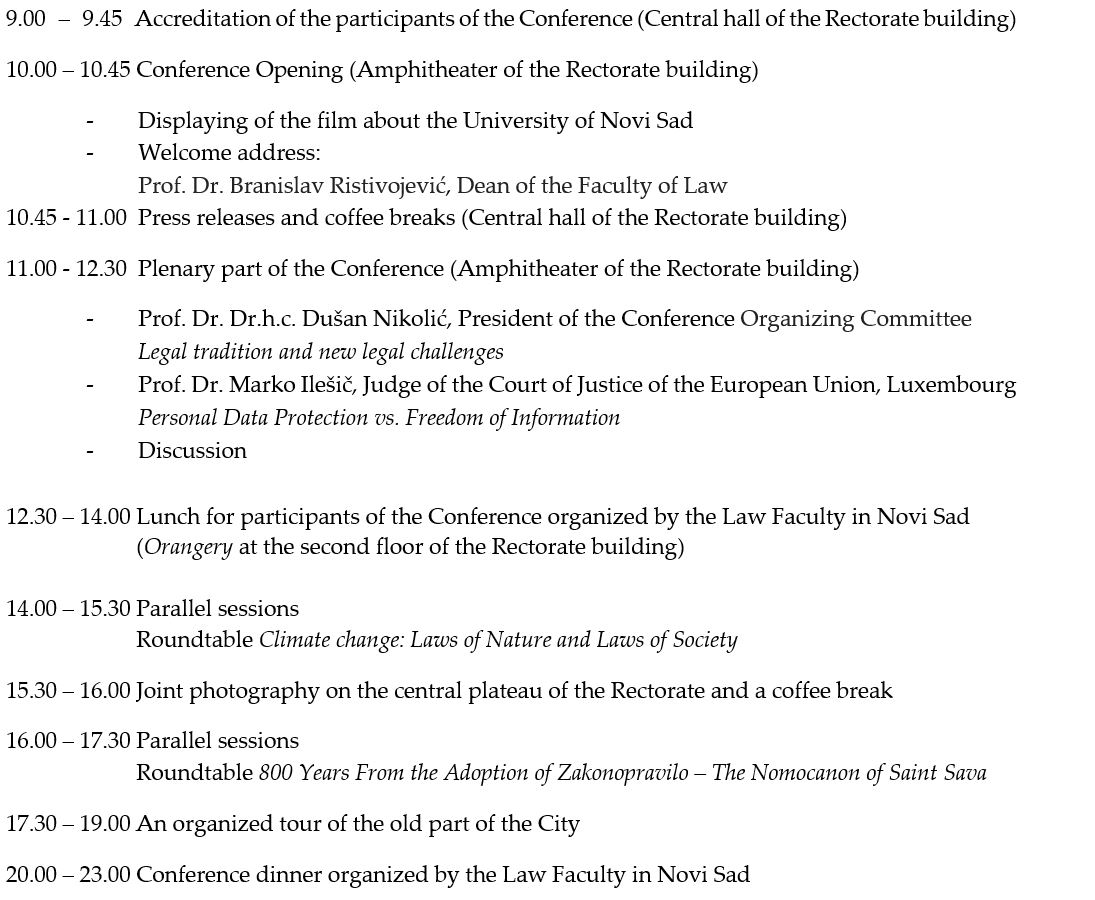 9.00 – 9.45 Accreditation of the participants of the Conference (Central hall of the Rectorate building)
10.00 – 10.45 Conference Opening (Amphitheater of the Rectorate building)
- Displaying of the film about the University of Novi Sad
- Welcome address:
Prof. Dr. Branislav Ristivojević, Dean of the Faculty of Law
10.45 - 11.00 Press releases and coffee breaks (Central hall of the Rectorate building)
11.00 - 12.30 Plenary part of the Conference (Amphitheater of the Rectorate building)
- Prof. Dr. Dr.h.c. Dušan Nikolić, President of the Conference Organizing Committee
Legal tradition and new legal challenges
- Prof. Dr. Marko Ilešič, Judge of the Court of Justice of the European Union, Luxembourg
Personal Data Protection vs. Freedom of Information
- Discussion
12.30 – 14.00 Lunch for participants of the Conference organized by the Law Faculty in Novi Sad
(Orangery at the second floor of the Rectorate building)
14.00 – 15.30 Parallel sessions
Roundtable Climate change: Laws of Nature and Laws of Society
15.30 – 16.00 Joint photography on the central plateau of the Rectorate and a coffee break
16.00 – 17.30 Parallel sessions
Roundtable 800 Years From the Adoption of Zakonopravilo – The Nomocanon of Saint Sava
17.30 – 19.00 An organized tour of the old part of the City
20.00 – 23.00 Conference dinner organized by the Law Faculty in Novi Sad